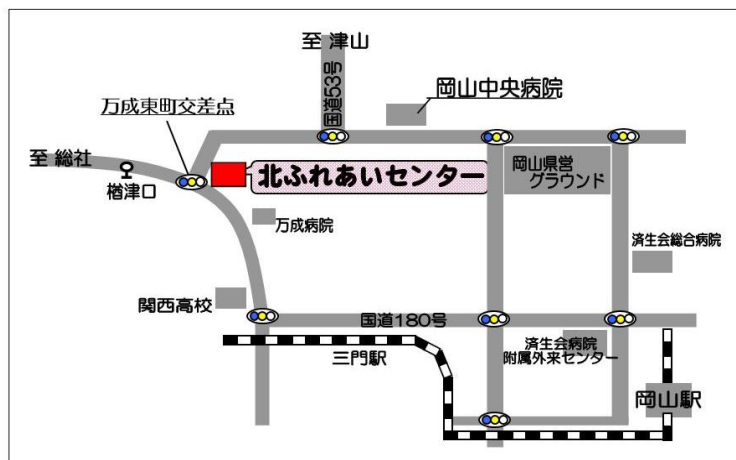 至 津山
国道53号
岡山中央病院
万成東町交差点
至 総社
楢津口
北ふれあいセンター
岡山県営
グラウンド
万成病院
済生会総合病院
関西高校
国道180号
三門駅
済生会病院
附属外来センター
岡山駅